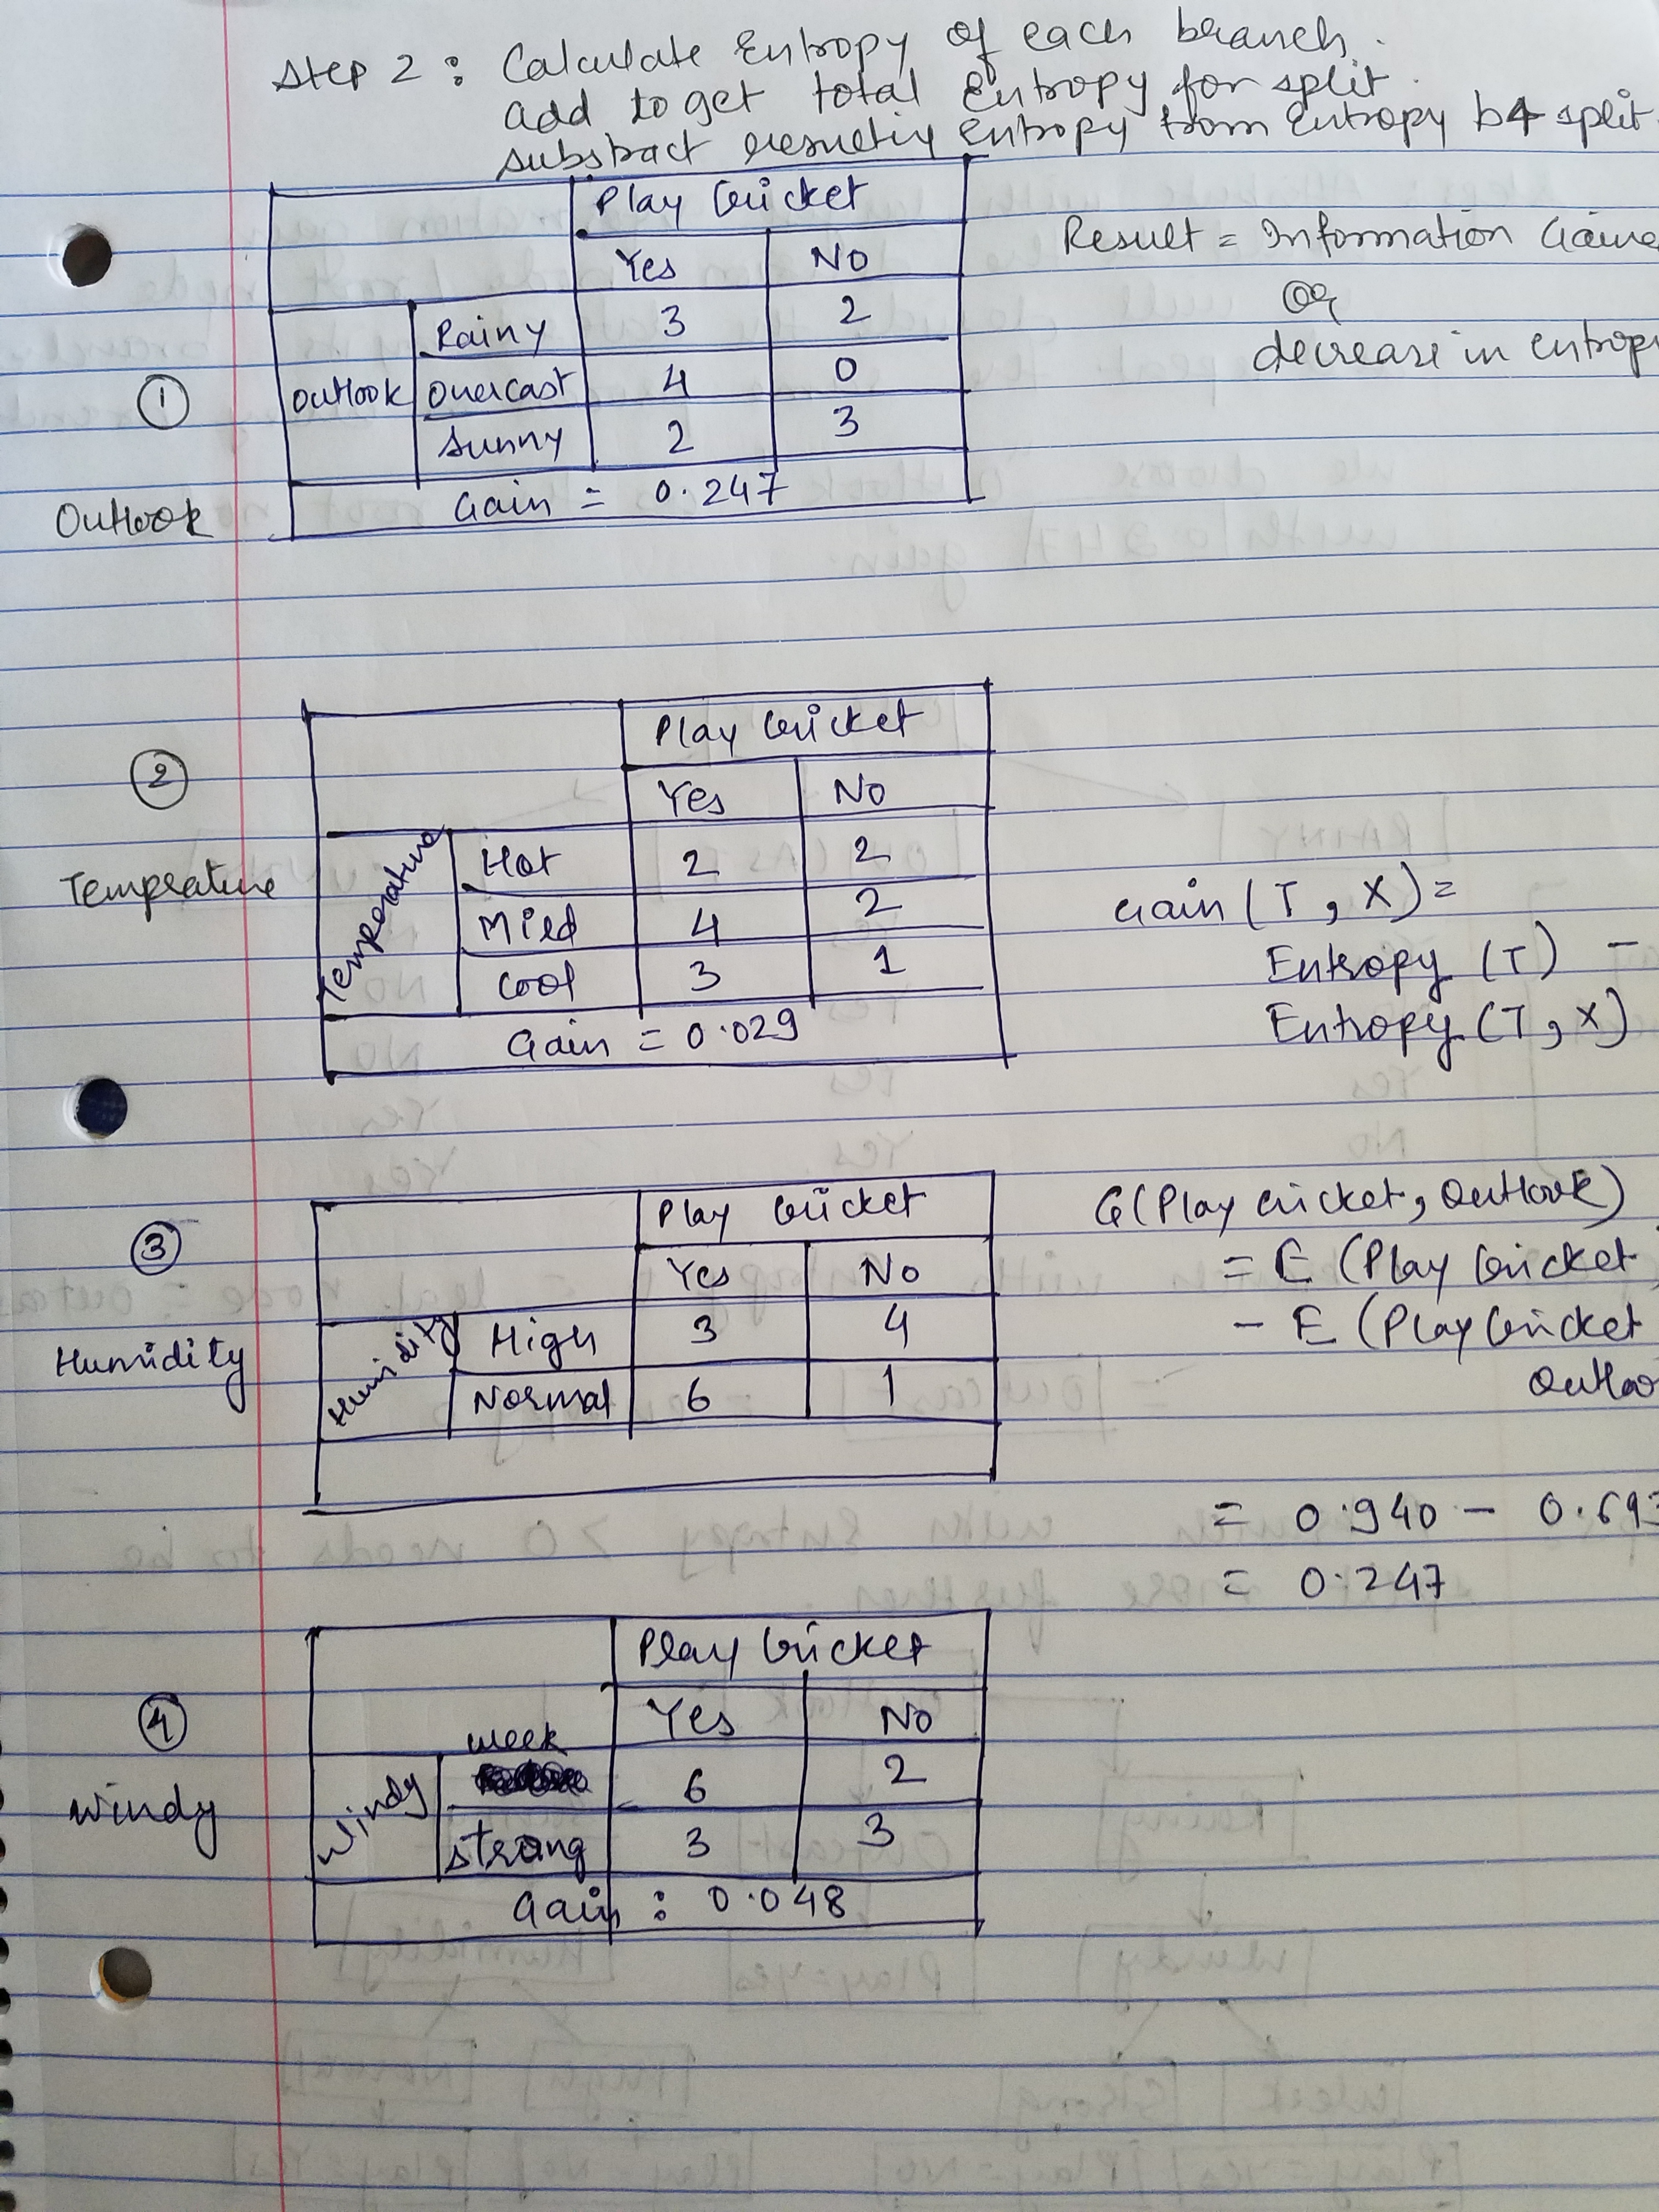 Step 2: Calculate Entropy of each branch.
add to get total Entropy for split.
substract Entropy from Entropy b4 split
Play Cricket
Yes No
Rainy 3 2
Outlook Overcast 4 0
Sunny 2 3
Gain = 0.247
①
Outlook
Result = Information Gaine
OR
decrease in entrop
②
Temprature
Play Cricket
Yes No
Temperature
Hot 2 2
Mild 4 2
Cool 3 1
Gain = 0.029
Gain (T, X) =
Entropy (T) -
Entropy (T, X)
③
Humidity
Play Cricket
Yes No
Humidity
High 3 4
Normal 6 1
G(Play Cricket, Outlook)
= E (Play Cricket)
- E (Play Cricket
Outloo
= 0.940 - 0.693
= 0.247
④
Windy
Play Cricket
Yes No
Windy
week 6 2
strong 3 3
Gain : 0.048